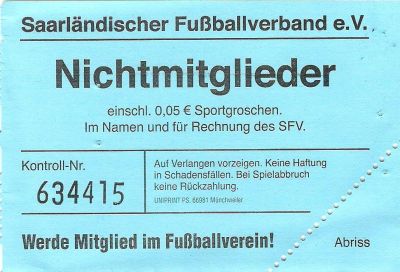 Saarländischer Fußballverband e.V.
Nichtmitglieder
einschl. 0,05 € Sportgroschen.
Im Namen und für Rechnung des SFV.
Kontroll-Nr.
634415
Auf Verlangen vorzeigen. Keine Haftung
in Schadensfällen. Bei Spielabbruch
keine Rückzahlung.
UNIPRINT PS. 66981 Münchweiler
Werde Mitglied im Fußballverein!
Abriss